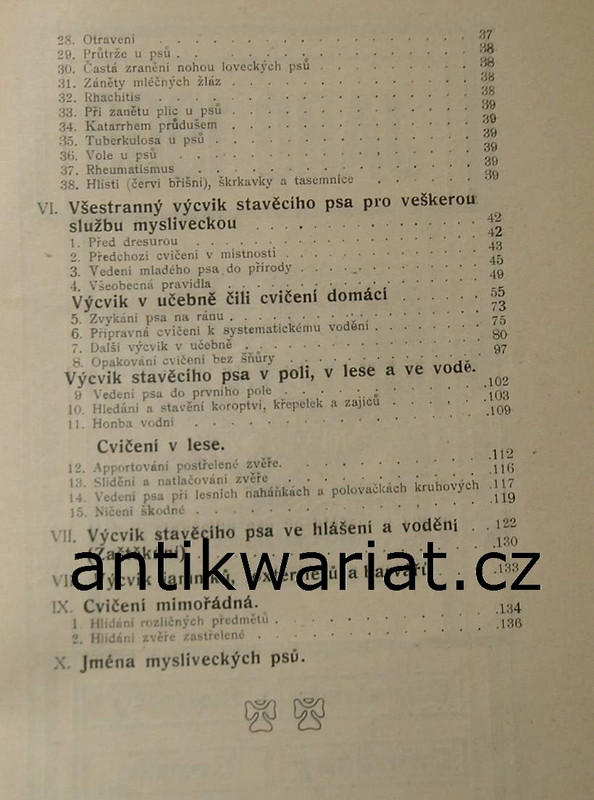 28. Otravení . . . . . . . . . . . . 37
29. Průtrže u psů . . . . . . . . . . . . 38
30. Častá zranění nohou loveckých psů . . . . . . . 38
31. Záněty mléčných žláz . . . . . . . . . . 38
32. Rhachitis . . . . . . . . . . . . 38
33. Při zanětu plic u psů . . . . . . . . . . 39
34. Katarrhem průdušem . . . . . . . . . . 39
35. Tuberkulosa u psů . . . . . . . . . . 39
36. Vole u psů . . . . . . . . . . . 39
37. Rheumatismus . . . . . . . . . . . 39
38. Hlísti (červi břišní), škrkavky a tasemnice . . . . . 39
VI. Všestranný výcvik stavěcího psa pro veškerou
službu mysliveckou . . . . . . . . 42
1. Před dresurou . . . . . . . . . . 42
2. Předchozí cvičení v místnosti . . . . . . . 43
3. Vedení mladého psa do přírody . . . . . . . 45
4. Všeobecná pravidla . . . . . . . . . 49
Výcvik v učebně čili cvičení domácí . . . . 55
5. Zvykání psa na ránu . . . . . . . . . 73
6. Přípravná cvičení k systematickému vodění . . . . 75
7. Další výcvik v učebně . . . . . . . . 80
8. Opakování cvičení bez šňůry . . . . . . . 97
Výcvik stavěcího psa v poli, v lese a ve vodě.
9 Vedení psa do prvního pole . . . . . . . .102
10. Hledání a stavění koroptví, křepelek a zajíců . . . .103
11. Honba vodní . . . . . . . . . . .109
Cvičení v lese.
12. Apportování postřelené zvěře. . . . . . . .112
13. Slídění a natlačování zvěře . . . . . . . .116
14. Vedení psa při lesních naháňkách a polovačkách kruhových .117
15. Ničení škodné . . . . . . . . . . .119
VII. Výcvik stavěcího psa ve hlášení a vodění . . 122
.130
antikwariat.cz
.133
IX. Cvičení mimořádná.
1. Hlídání rozličných předmětů . . . . . . . .134
2. Hlídání zvěře zastřelené . . . . . . . . .136
X. Jména mysliveckých psů.